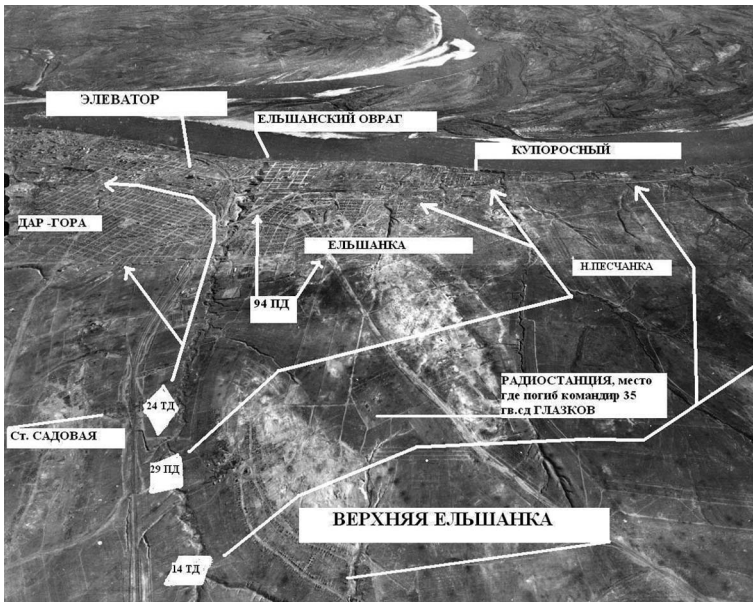 ЭЛЕВАТОР
ЕЛЬШАНСКИЙ ОВРАГ
КУПОРОСНЫЙ
ДАР -ГОРА
ЕЛЬШАНКА
Н.ПЕСЧАНКА
94 ПД
24 ТД
РАДИОСТАНЦИЯ, место
где погиб командир 35
гв.сд ГЛАЗКОВ
Ст. САДОВАЯ
29 ПД
ВЕРХНЯЯ ЕЛЬШАНКА
14 ТД